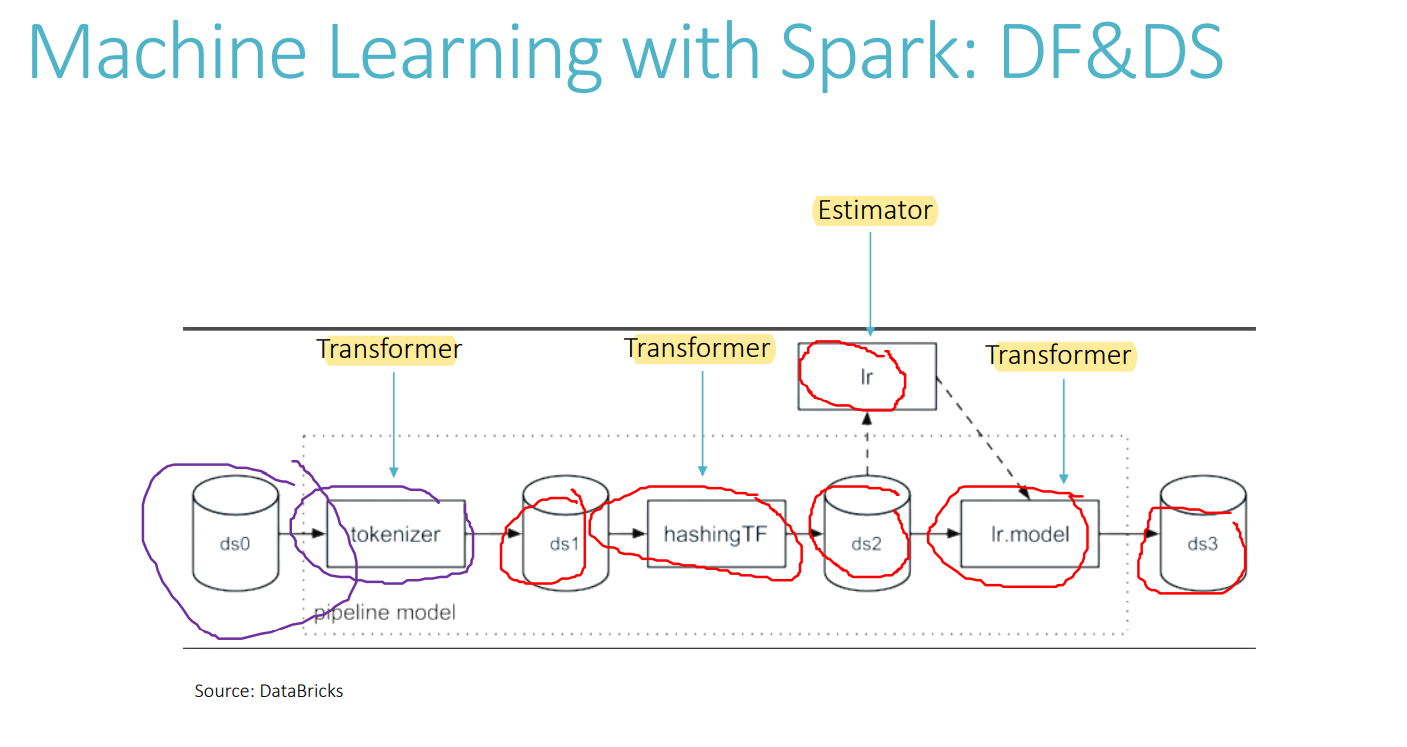 Machine Learning with Spark: DF&DS
Estimator
Transformer
Transformer
Transformer
lr
ds0
tokenizer
ds1
hashingTF
ds2
lr.model
ds3
pipeline model
Source: DataBricks